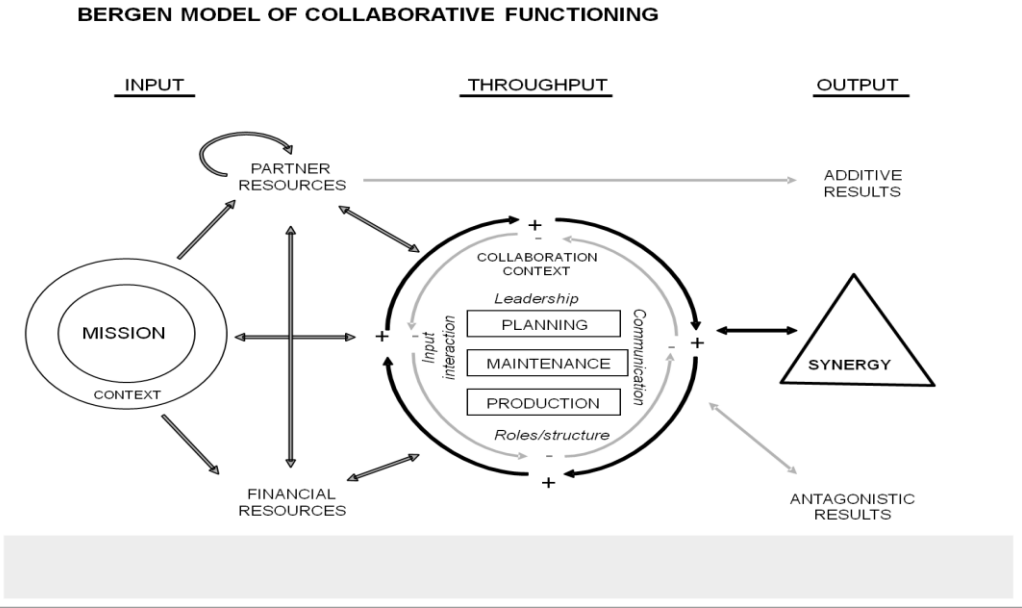 BERGEN MODEL OF COLLABORATIVE FUNCTIONING
INPUT
THROUGHPUT
OUTPUT
PARTNER
RESOURCES
ADDITIVE
RESULTS
+
-
COLLABORATION
CONTEXT
Leadership
PLANNING
MISSION
CONTEXT
+
-
Input
interaction
MAINTENANCE
Communication
-
+
SYNERGY
PRODUCTION
Roles/structure
-
+
FINANCIAL
RESOURCES
ANTAGONISTIC
RESULTS